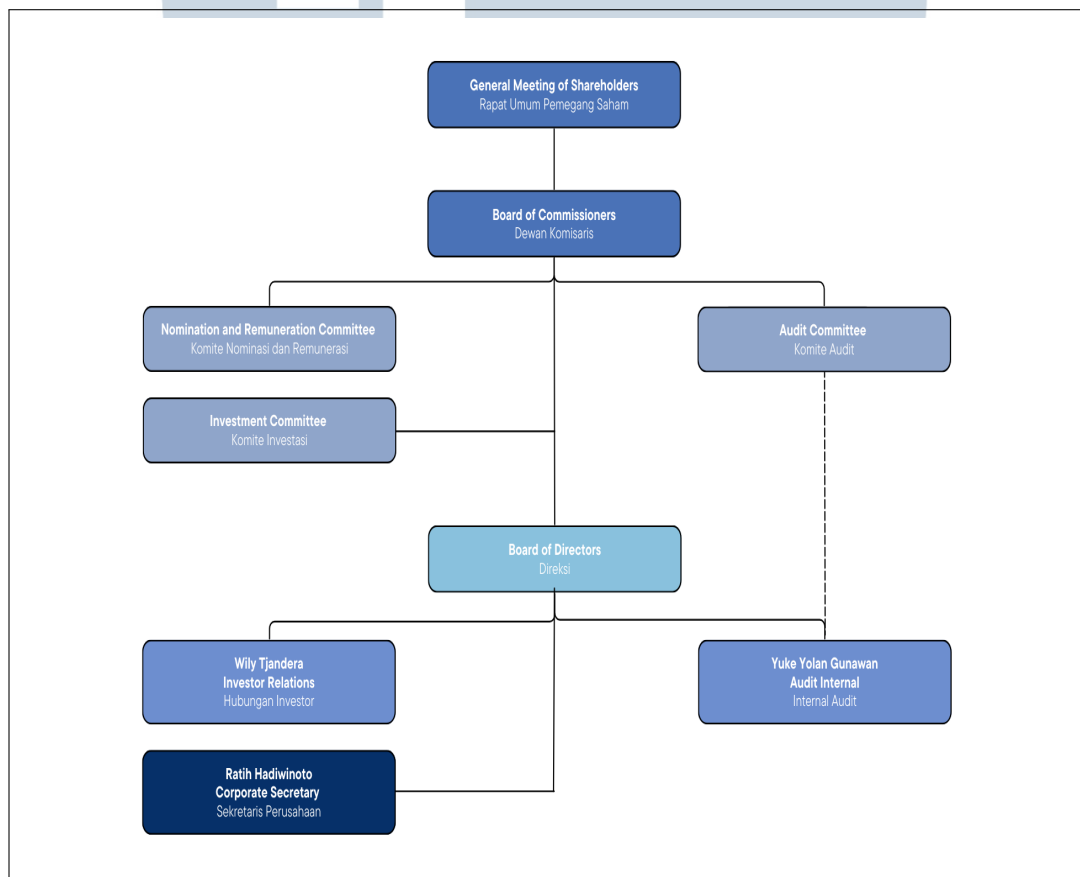 General Meeting of Shareholders
Rapat Umum Pemegang Saham
Board of Commissioners
Dewan Komisaris
Nomination and Remuneration Committee
Komite Nominasi dan Remunerasi
Audit Committee
Komite Audit
Investment Committee
Komite Investasi
Board of Directors
Direksi
Wily Tjandera
Investor Relations
Hubungan Investor
Yuke Yolan Gunawan
Audit Internal
Internal Audit
Ratih Hadiwinoto
Corporate Secretary
Sekretaris Perusahaan